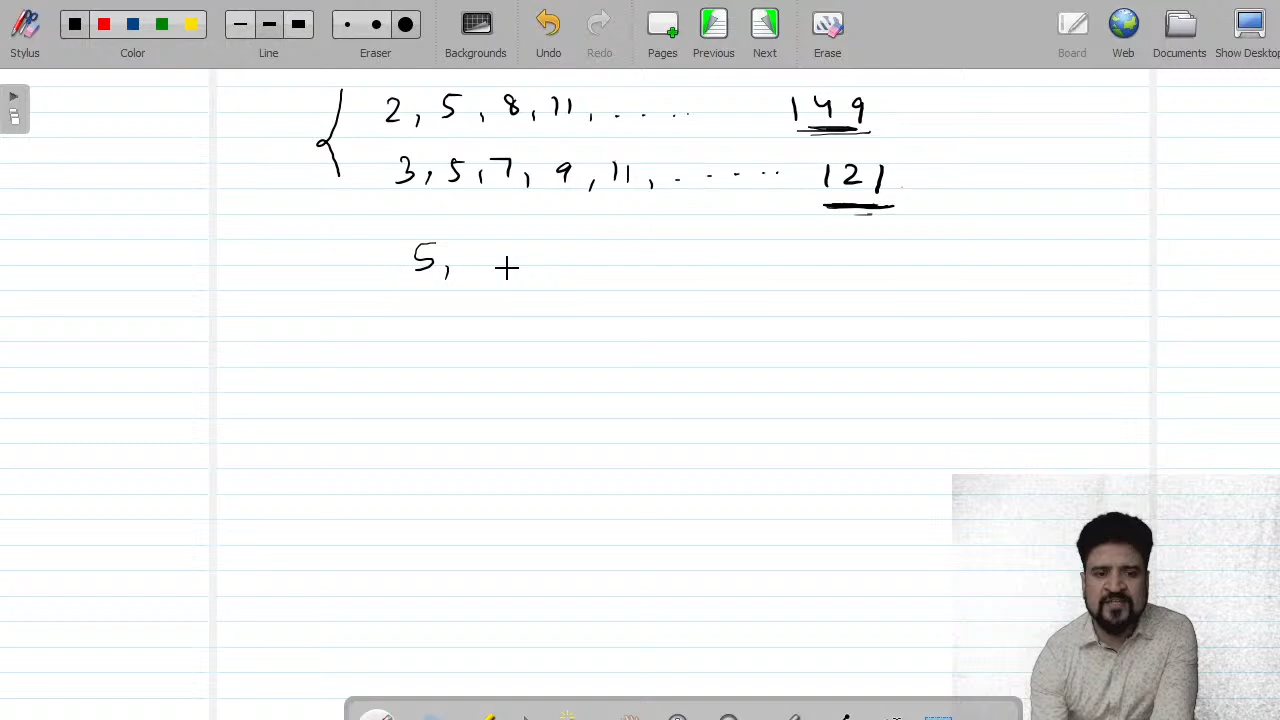 Stylus Color Line Eraser Backgrounds Undo Redo Pages Previous Next Erase Board Web Documents Show Desktop
2, 5, 8, 11, ..... 149
3, 5, 7, 9, 11, ...... 121
5,